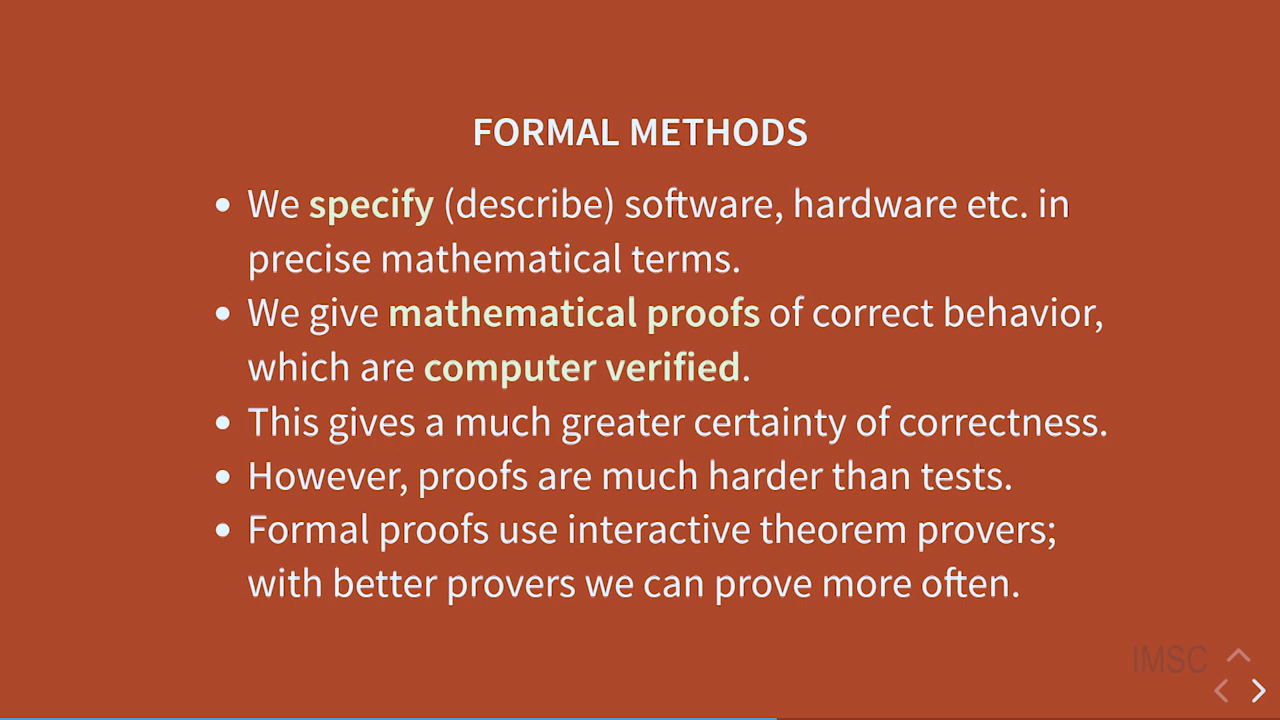 FORMAL METHODS
• We specify (describe) software, hardware etc. in
precise mathematical terms.
• We give mathematical proofs of correct behavior,
which are computer verified.
• This gives a much greater certainty of correctness.
• However, proofs are much harder than tests.
• Formal proofs use interactive theorem provers;
with better provers we can prove more often.
IMSC